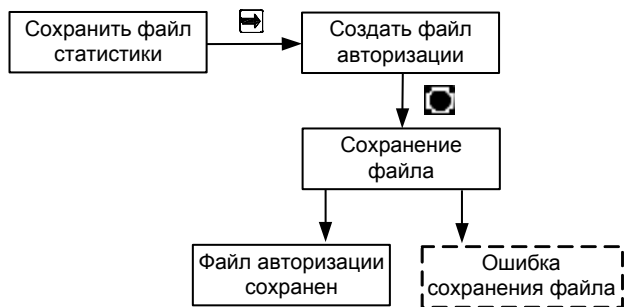 Сохранить файл
статистики
Создать файл
авторизации
Сохранение
файла
Файл авторизации
сохранен
Ошибка
сохранения файла